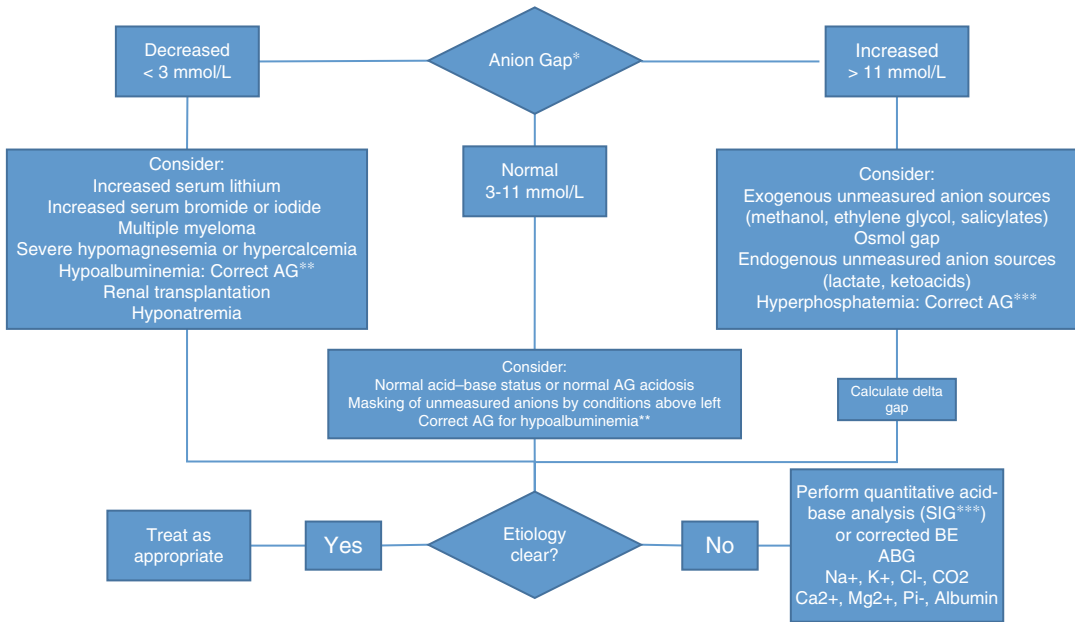 Decreased
< 3 mmol/L
Anion Gap*
Increased
> 11 mmol/L
Consider:
Increased serum lithium
Increased serum bromide or iodide
Multiple myeloma
Severe hypomagnesemia or hypercalcemia
Hypoalbuminemia: Correct AG**
Renal transplantation
Hyponatremia
Normal
3-11 mmol/L
Consider:
Exogenous unmeasured anion sources
(methanol, ethylene glycol, salicylates)
Osmol gap
Endogenous unmeasured anion sources
(lactate, ketoacids)
Hyperphosphatemia: Correct AG***
Consider:
Normal acid–base status or normal AG acidosis
Masking of unmeasured anions by conditions above left
Correct AG for hypoalbuminemia**
Calculate delta
gap
Treat as
appropriate
Yes
Etiology
clear?
No
Perform quantitative acid-
base analysis (SIG***)
or corrected BE
ABG
Na+, K+, Cl-, CO2
Ca2+, Mg2+, Pi-, Albumin